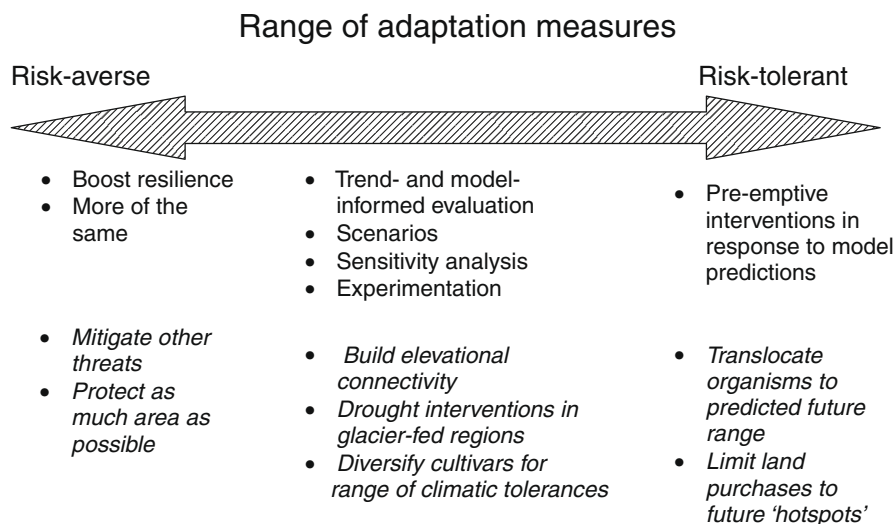 Range of adaptation measures
Risk-averse
Risk-tolerant
• Boost resilience
• More of the
same
• Mitigate other
threats
• Protect as
much area as
possible
• Trend- and model-
informed evaluation
• Scenarios
• Sensitivity analysis
• Experimentation
• Build elevational
connectivity
• Drought interventions in
glacier-fed regions
• Diversify cultivars for
range of climatic tolerances
• Pre-emptive
interventions in
response to model
predictions
• Translocate
organisms to
predicted future
range
• Limit land
purchases to
future ‘hotspots’